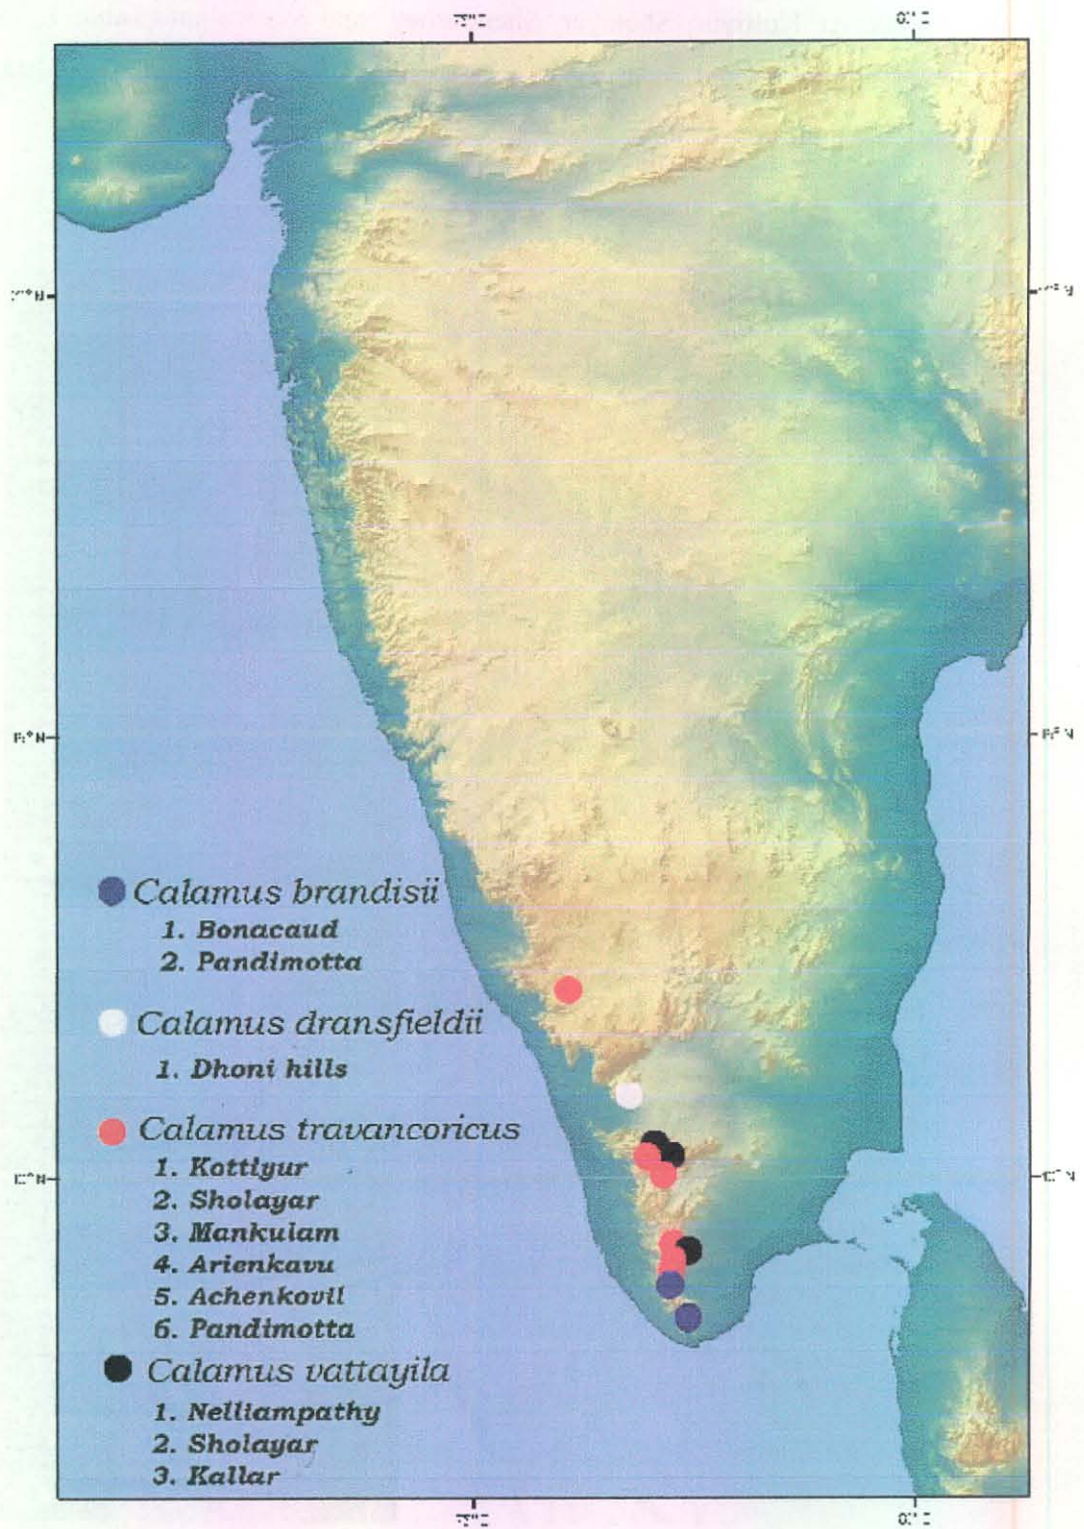 Calamus brandisii
1. Bonacaud
2. Pandimotta
Calamus dransfieldii
1. Dhoni hills
Calamus travancoricus
1. Kottiyur
2. Sholayar
3. Mankulam
4. Arienkavu
5. Achenkovil
6. Pandimotta
Calamus vattayila
1. Nelliampathy
2. Sholayar
3. Kallar